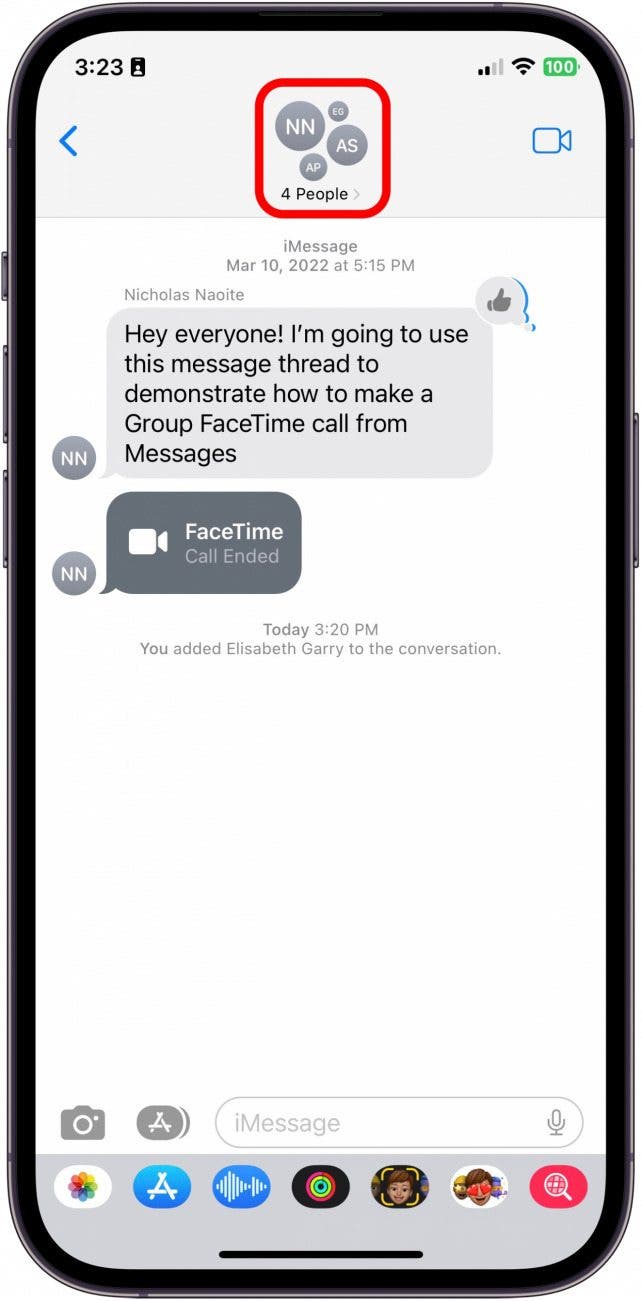 3:23
100
NN
EG
AS
AP
4 People
iMessage
Mar 10, 2022 at 5:15 PM
Nicholas Naoite
Hey everyone! I’m going to use
this message thread to
demonstrate how to make a
Group FaceTime call from
Messages
NN
FaceTime
Call Ended
NN
Today 3:20 PM
You added Elisabeth Garry to the conversation.
iMessage